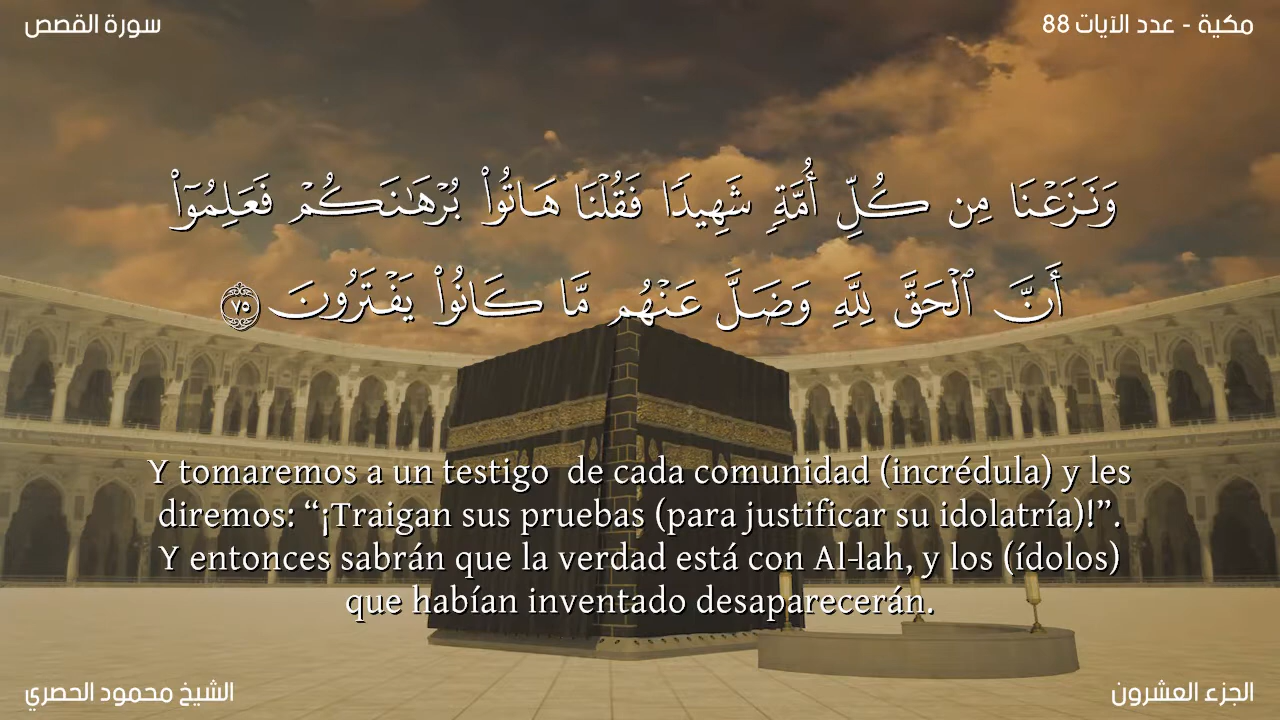 سورة القصص
مكية - عدد الآيات 88
وَنَزَعْنَا مِن كُلِّ أُمَّةٍ شَهِيدًا فَقُلْنَا هَاتُوا۟ بُرْهَـٰنَكُمْ فَعَلِمُوٓا۟
أَنَّ ٱلْحَقَّ لِلَّهِ وَضَلَّ عَنْهُم مَّا كَانُوا۟ يَفْتَرُونَ ٧٥
Y tomaremos a un testigo de cada comunidad (incrédula) y les
diremos: “¡Traigan sus pruebas (para justificar su idolatría)!”.
Y entonces sabrán que la verdad está con Al-lah, y los (ídolos)
que habían inventado desaparecerán.
الشيخ محمود الحصري
الجزء العشرون